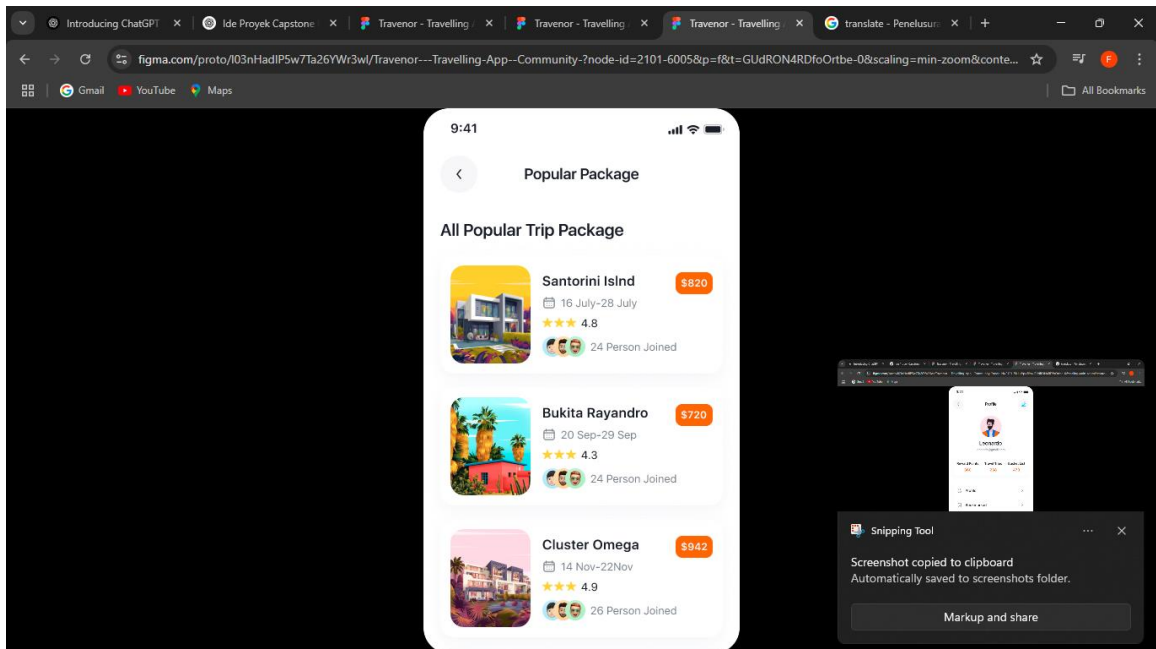 Introducing ChatGPT
Ide Proyek Capstone
Travenor - Travelling
Travenor - Travelling
Travenor - Travelling
translate - Penelusura
figma.com/proto/I03nHadIP5w7Ta26YWr3wl/Travenor---Travelling-App--Community-?node-id=2101-6005&p=f&t=GUdRON4RDfoOrtbe-0&scaling=min-zoom&conte...
F
Gmail
YouTube
Maps
All Bookmarks
9:41
Popular Package
All Popular Trip Package
Santorini Islnd
$820
16 July-28 July
4.8
24 Person Joined
Bukita Rayandro
$720
20 Sep-29 Sep
4.3
24 Person Joined
Cluster Omega
$942
14 Nov-22Nov
4.9
26 Person Joined
Profile
Leonardo
Snipping Tool
Screenshot copied to clipboard
Automatically saved to screenshots folder.
Markup and share